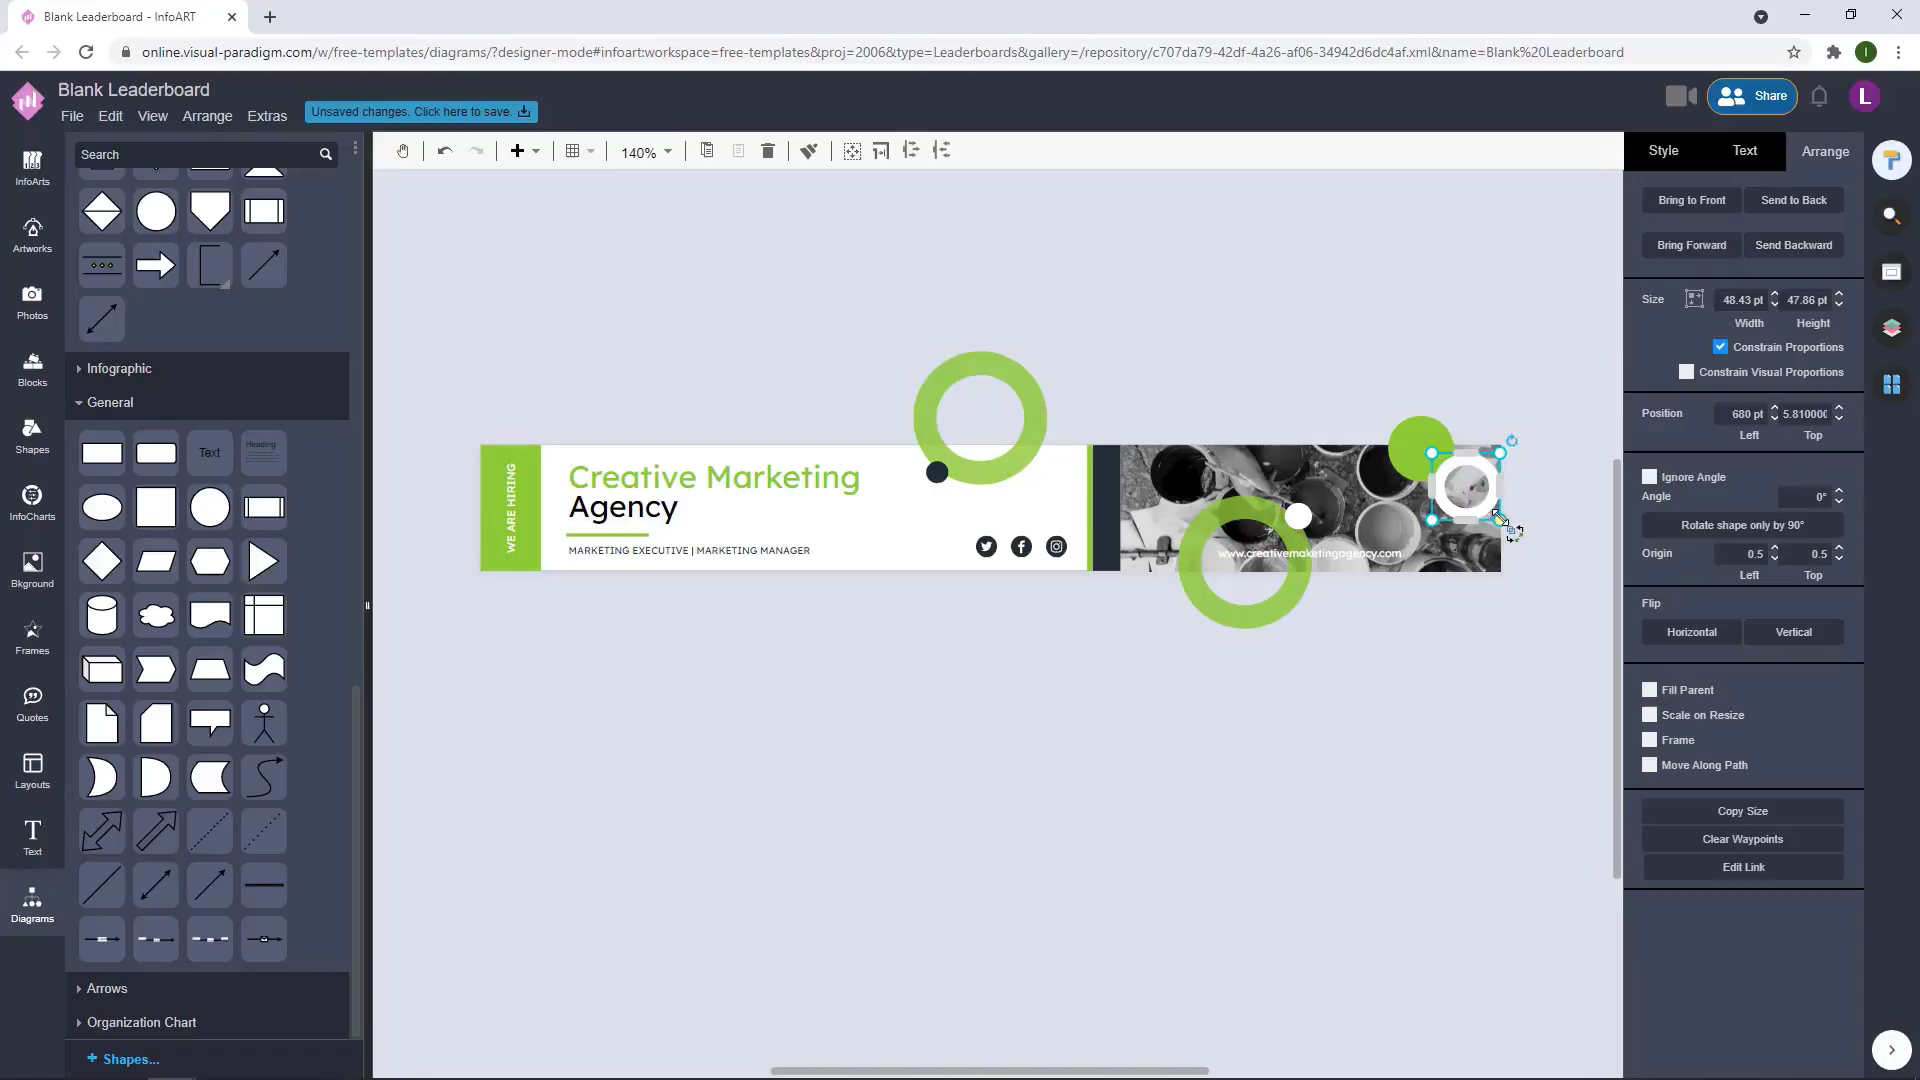 Blank Leaderboard - InfoART
online.visual-paradigm.com/w/free-templates/diagrams/?designer-mode#infoart:workspace=free-templates&proj=2006&type=Leaderboards&gallery=/repository/c707da79-42df-4a26-af06-34942d6dc4af.xml&name=Blank%20Leaderboard
I
Blank Leaderboard
File Edit View Arrange Extras
Unsaved changes. Click here to save.
Share
L
InfoArts
Artworks
Photos
Blocks
Shapes
InfoCharts
Bkground
Frames
Quotes
Layouts
Text
Diagrams
Search
Infographic
General
Text
Heading
Arrows
Organization Chart
+ Shapes...
140%
WE ARE HIRING
Creative Marketing
Agency
MARKETING EXECUTIVE | MARKETING MANAGER
www.creativemaketingagency.com
Style Text Arrange
Bring to Front Send to Back
Bring Forward Send Backward
Size 48.43 pt 47.86 pt
Width Height
Constrain Proportions
Constrain Visual Proportions
Position 680 pt 5.810000
Left Top
Ignore Angle
Angle 0°
Rotate shape only by 90°
Origin 0.5 0.5
Left Top
Flip
Horizontal Vertical
Fill Parent
Scale on Resize
Frame
Move Along Path
Copy Size
Clear Waypoints
Edit Link